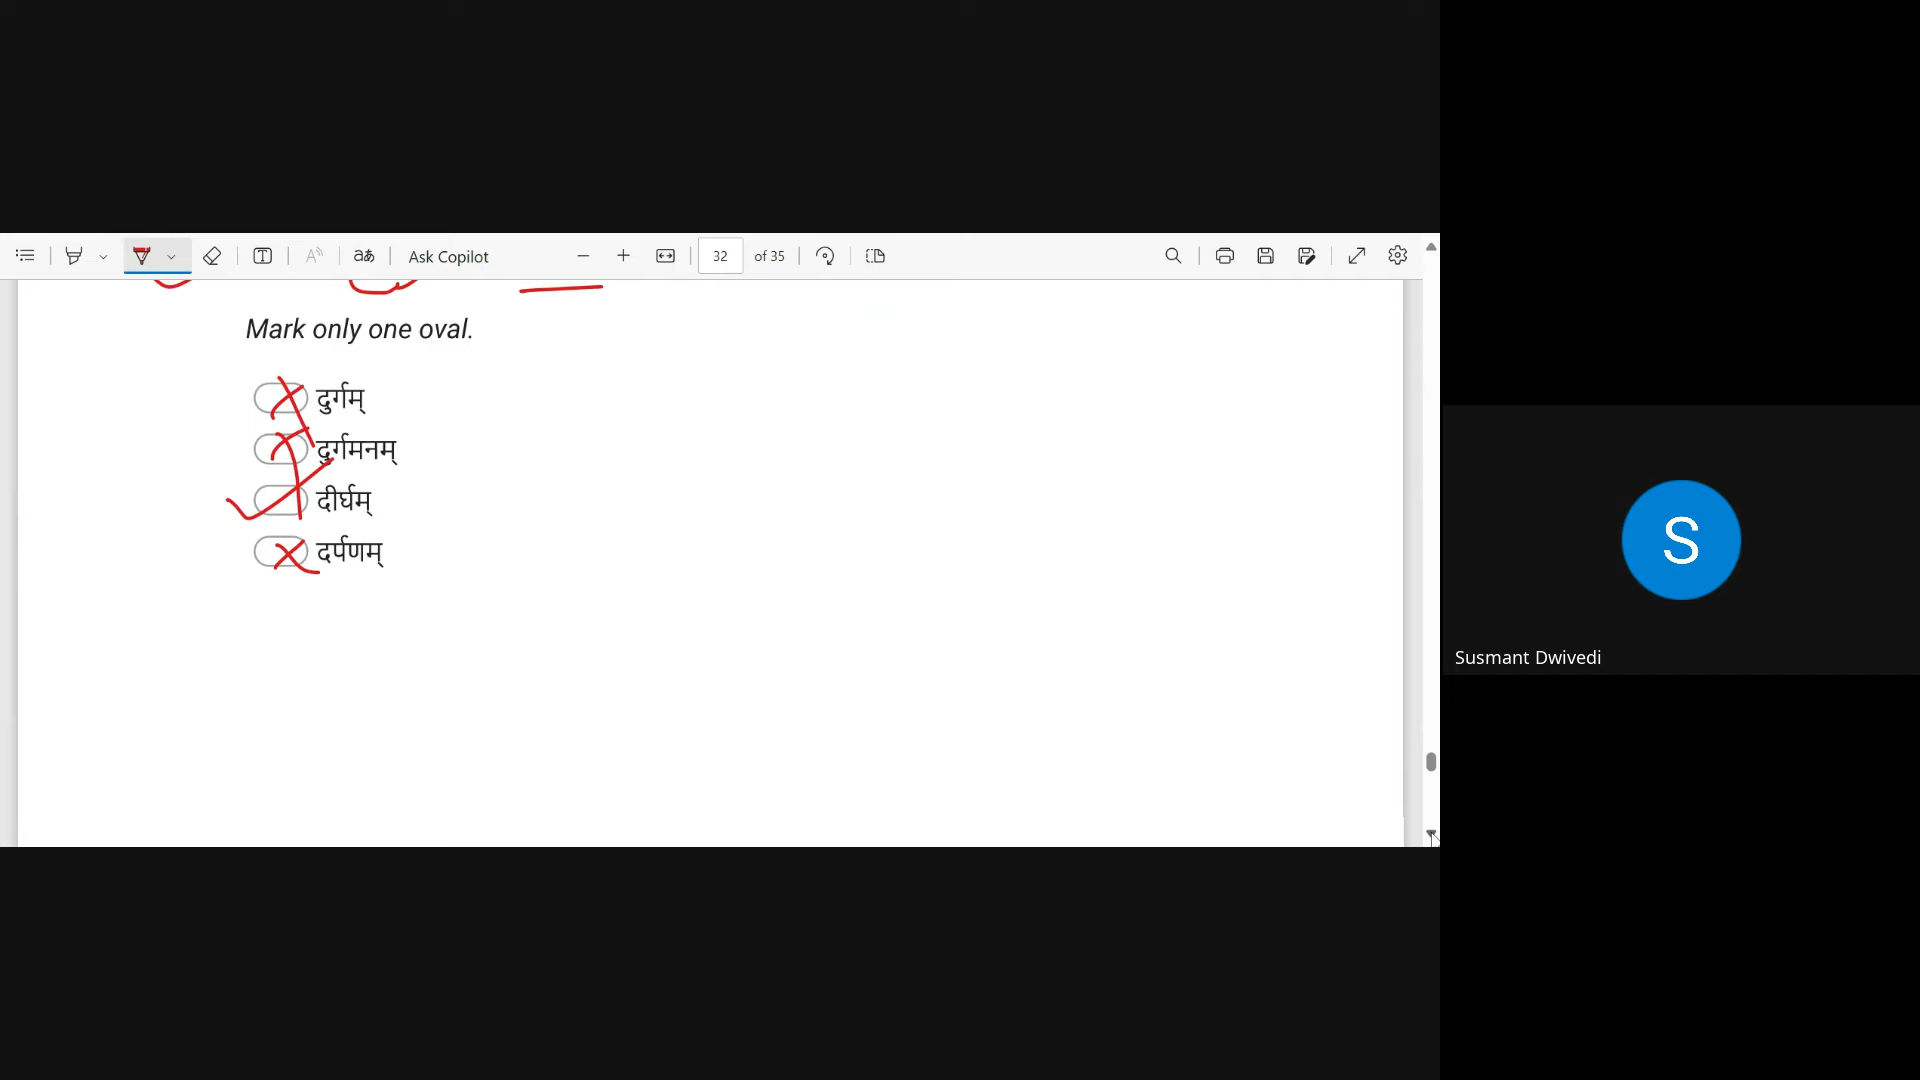 Ask Copilot
32 of 35
Mark only one oval.
दुर्गम्
दुर्गमनम्
दीर्घम्
दर्पणम्
S
Susmant Dwivedi